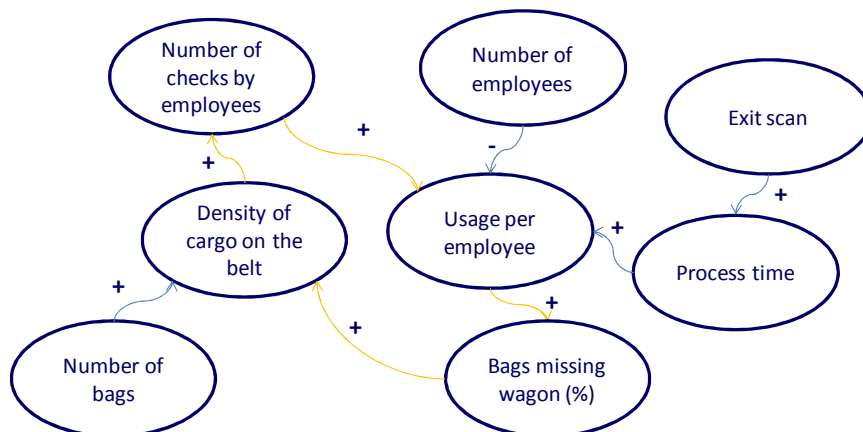 Number of
checks by
employees
Number of
employees
Exit scan
+
-
+
+
Density of
cargo on the
belt
Usage per
employee
+
+
Process time
+
+
Number of
bags
Bags missing
wagon (%)